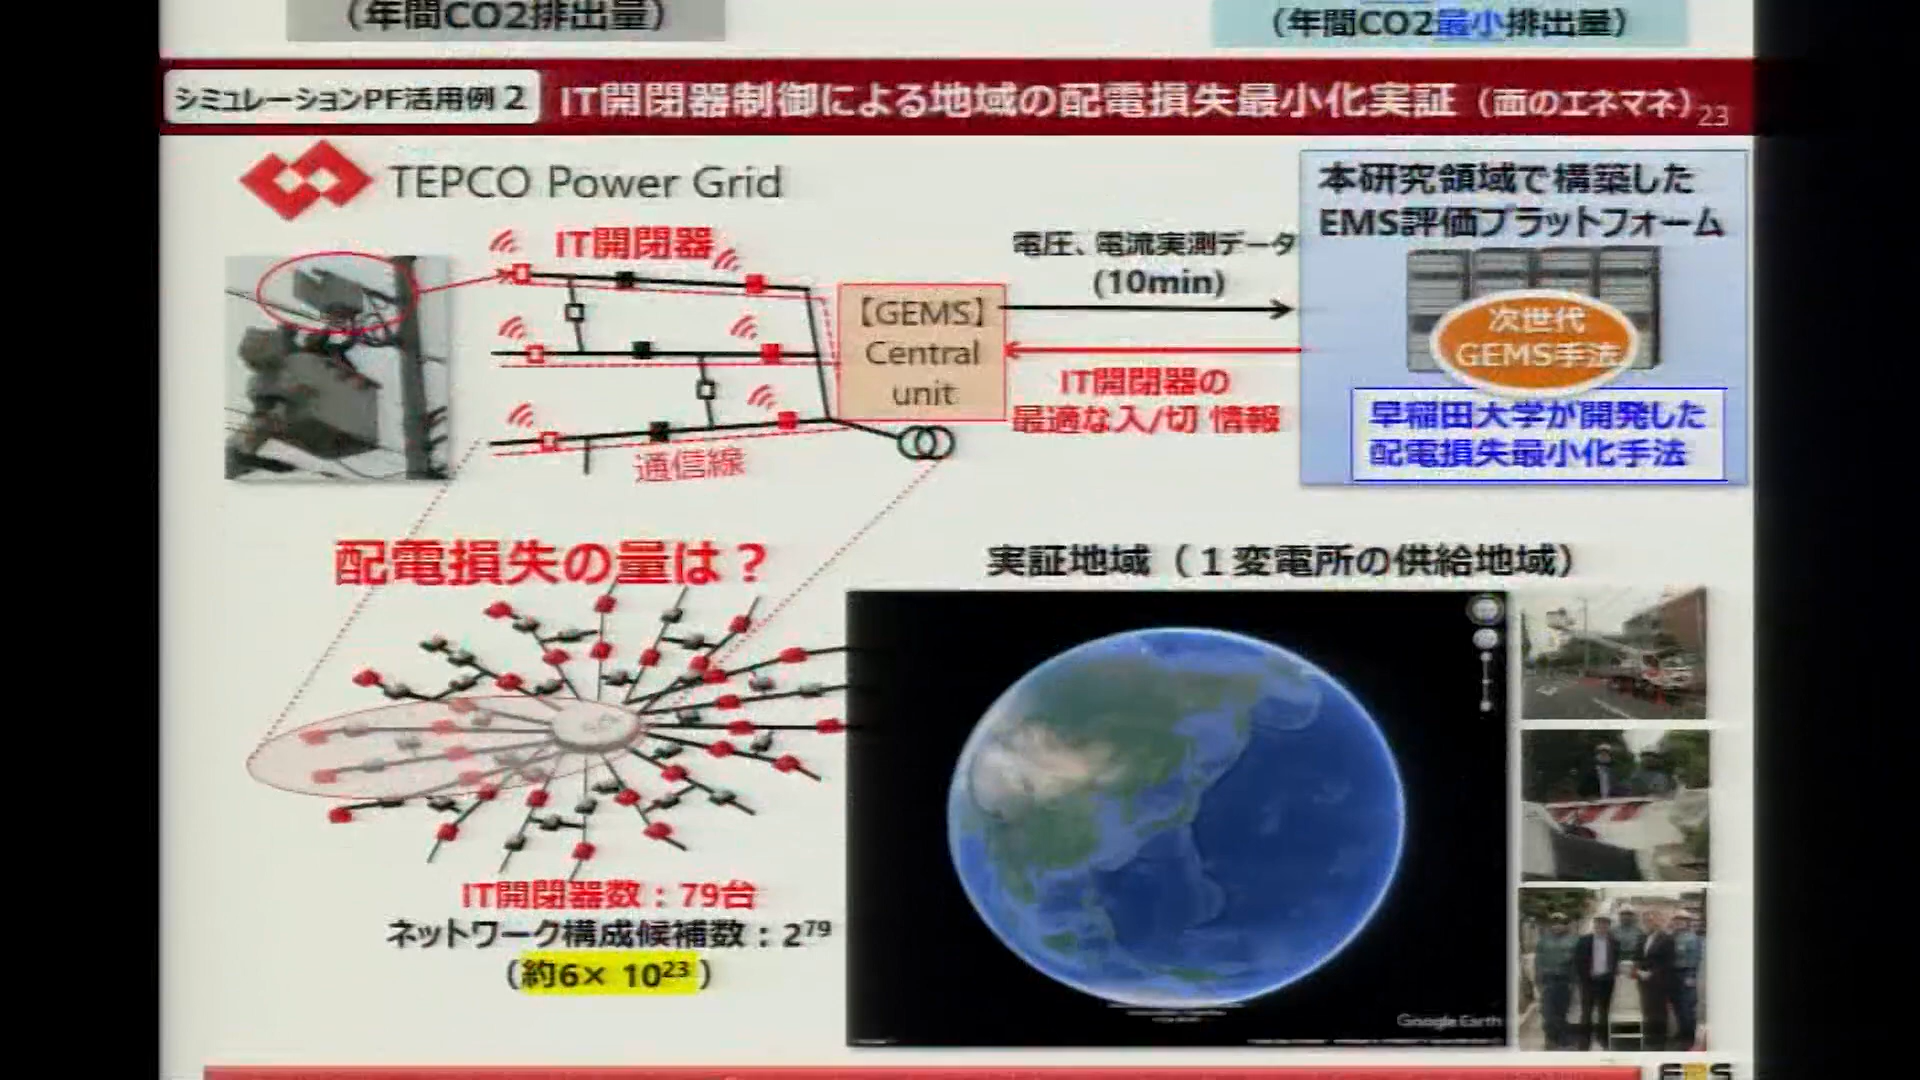 （年間CO2排出量）
（年間CO2最小排出量）
シミュレーションPF活用例２
IT開閉器制御による地域の配電損失最小化実証（面のエネマネ）
23
TEPCO Power Grid
本研究領域で構築した
EMS評価プラットフォーム
IT開閉器
電圧、電流実測データ
(10min)
【GEMS】
Central
unit
次世代
GEMS手法
IT開閉器の
最適な入/切 情報
早稲田大学が開発した
配電損失最小化手法
通信線
配電損失の量は？
実証地域（１変電所の供給地域）
IT開閉器数：79台
ネットワーク構成候補数：2⁷⁹
（約6× 10²³ ）
Google Earth